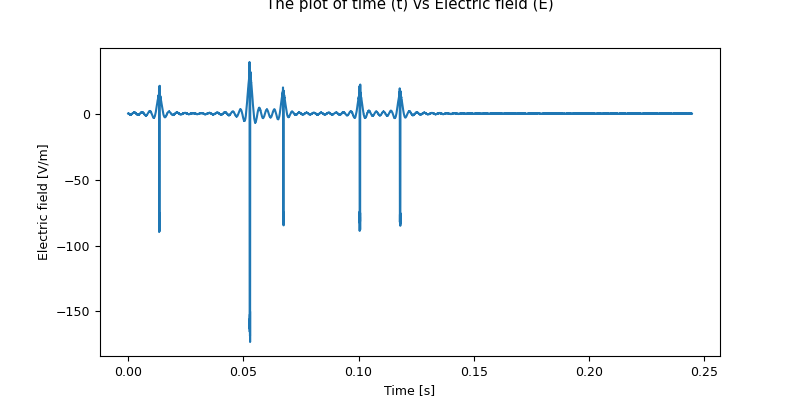 The plot of time (t) vs Electric field (E)
Electric field [V/m]
0
−50
−100
−150
0.00 0.05 0.10 0.15 0.20 0.25
Time [s]